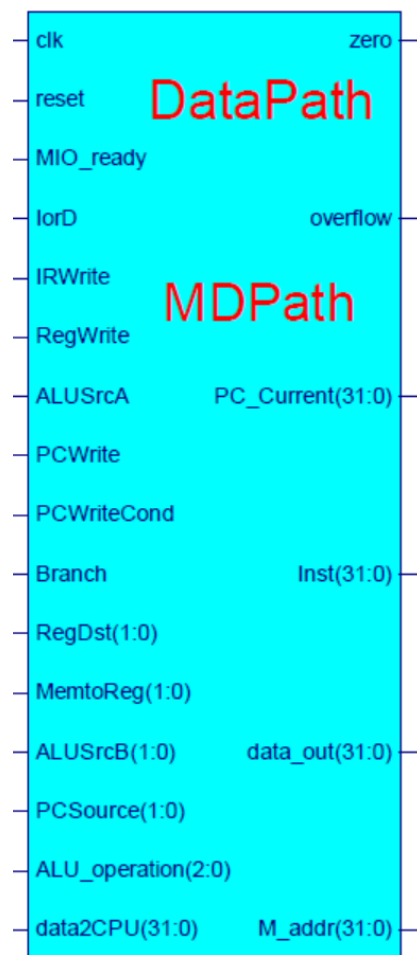 clk zero
reset DataPath
MIO_ready
IorD overflow
IRWrite MDPath
RegWrite
ALUSrcA PC_Current(31:0)
PCWrite
PCWriteCond
Branch Inst(31:0)
RegDst(1:0)
MemtoReg(1:0)
ALUSrcB(1:0) data_out(31:0)
PCSource(1:0)
ALU_operation(2:0)
data2CPU(31:0) M_addr(31:0)